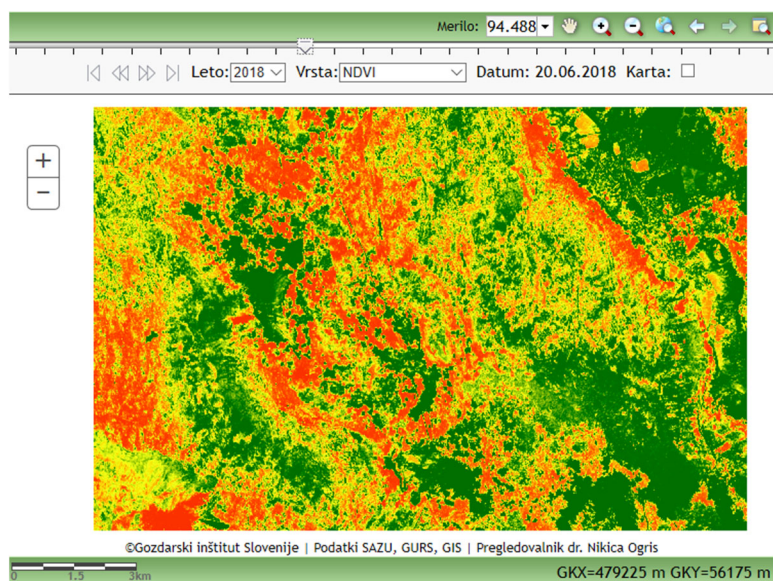 Merilo: 94.488
Leto: 2018 Vrsta: NDVI Datum: 20.06.2018 Karta:
+
−
©Gozdarski inštitut Slovenije | Podatki SAZU, GURS, GIS | Pregledovalnik dr. Nikica Ogris
0 1.5 3km
GKX=479225 m GKY=56175 m